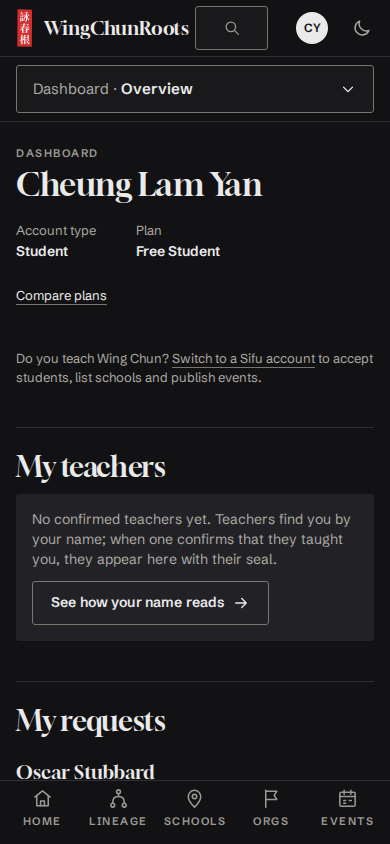 詠春根
WingChunRoots
CY
Dashboard · Overview
DASHBOARD
Cheung Lam Yan
Account type
Plan
Student
Free Student
Compare plans
Do you teach Wing Chun? Switch to a Sifu account to accept
students, list schools and publish events.
My teachers
No confirmed teachers yet. Teachers find you by
your name; when one confirms that they taught
you, they appear here with their seal.
See how your name reads →
My requests
Oscar Stubbard
HOME
LINEAGE
SCHOOLS
ORGS
EVENTS